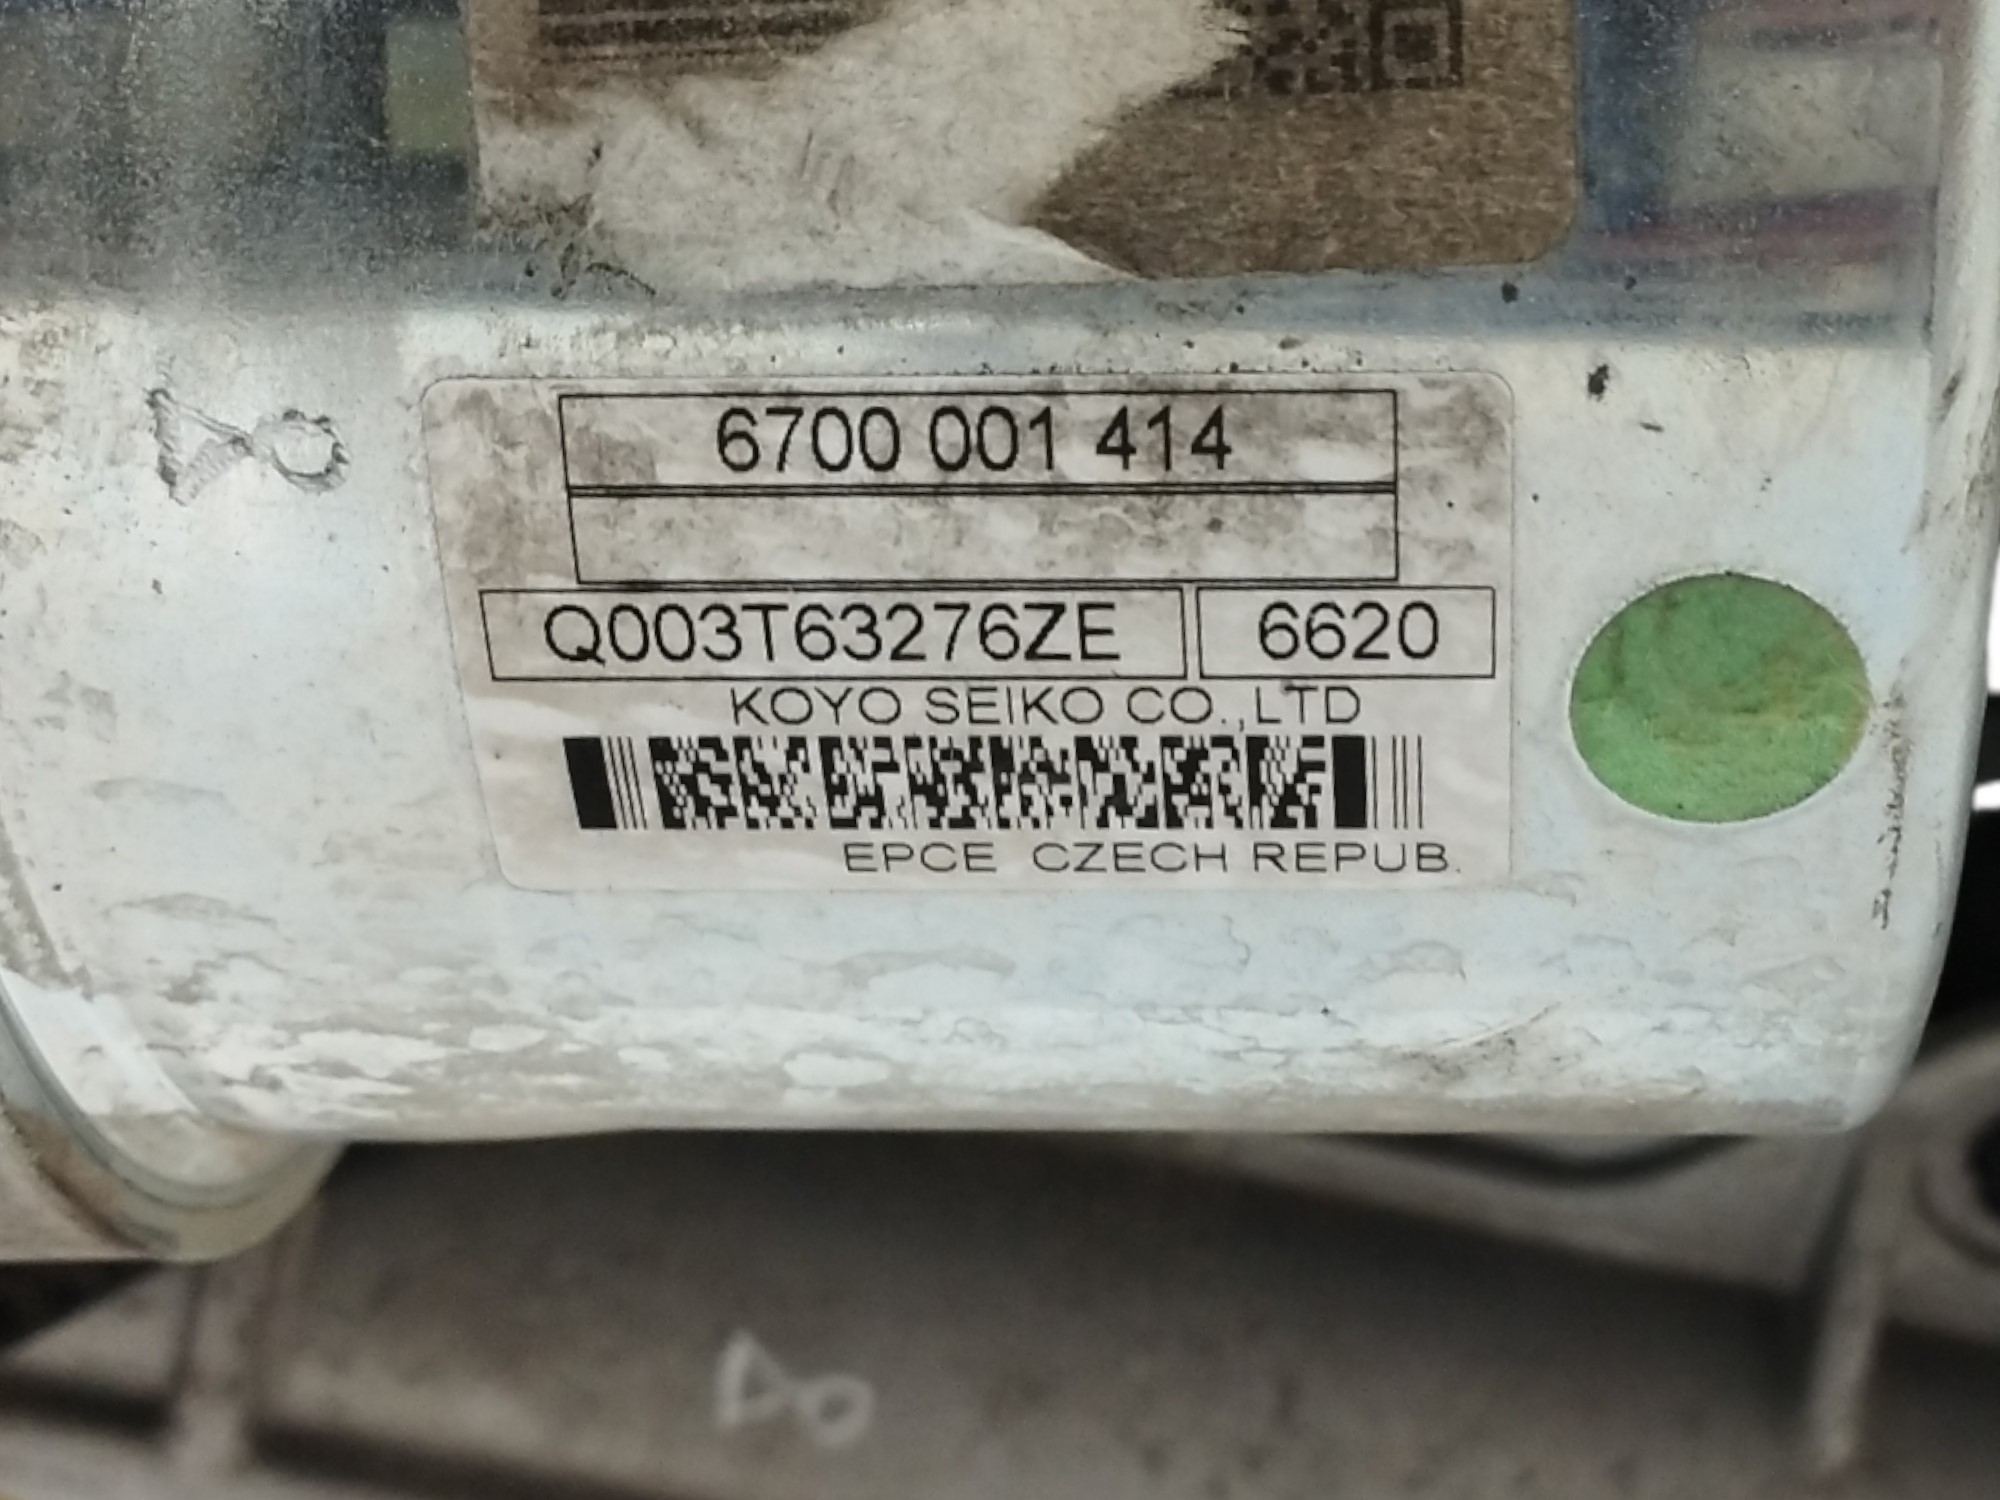 6700 001 414
Q003T63276ZE 6620
KOYO SEIKO CO.,LTD
EPCE CZECH REPUB.